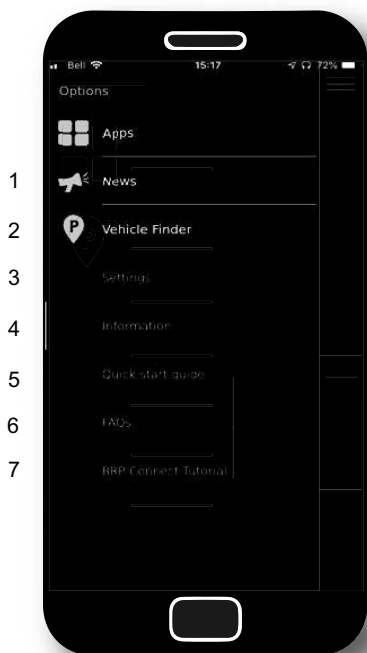 Bell 15:17 72%
Options
Apps
1 News
2 P Vehicle Finder
3 Settings
4 Information
5 Quick start guide
6 FAQs
7 BRP Connect Tutorial